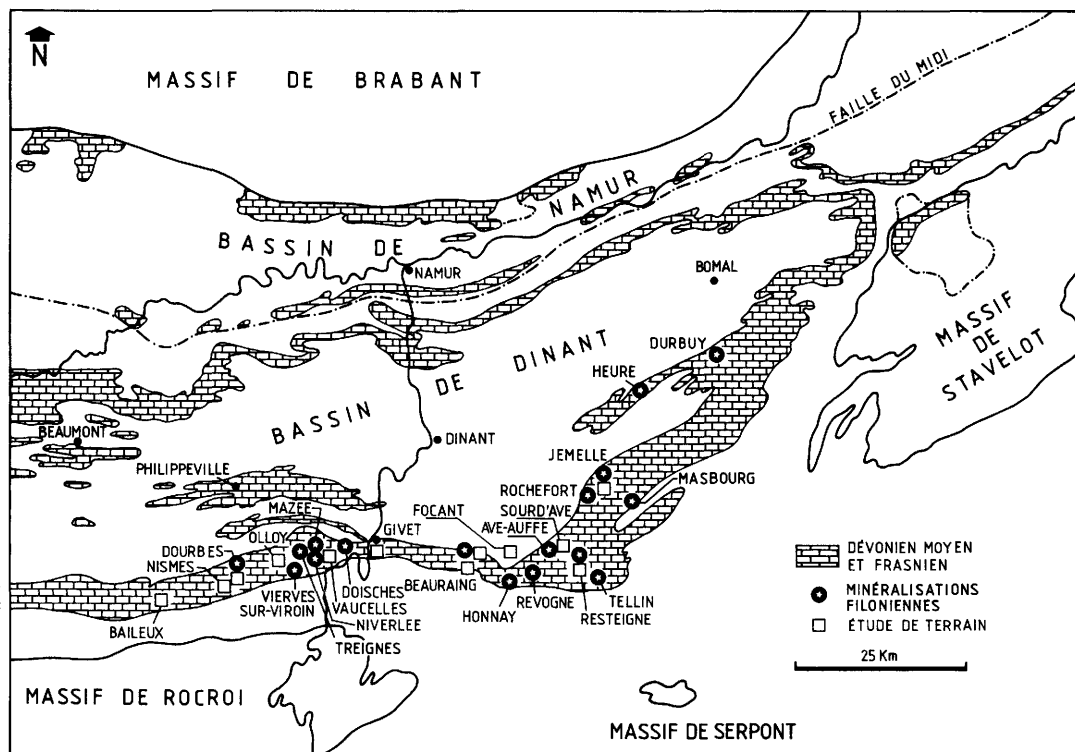 N
MASSIF DE BRABANT
FAILLE DU MIDI
BASSIN DE NAMUR
NAMUR
BOMAL
MASSIF
DE
STAVELOT
BASSIN DE DINANT
DURBUY
HEURE
BEAUMONT
DINANT
PHILIPPEVILLE
JEMELLE
MASBOURG
ROCHEFORT
SOURD'AVE
MAZEE
FOCANT
AVE-AUFFE
OLLOY
GIVET
DOURBES
NISMES
DÉVONIEN MOYEN
ET FRASNIEN
MINÉRALISATIONS
FILONIENNES
ÉTUDE DE TERRAIN
25 Km
BEAURAING
DOISCHES
VIERVES
SUR-VIROIN
VAUCELLES
HONNAY
REVOGNE
TELLIN
RESTEIGNE
NIVERLEE
BAILEUX
TREIGNES
MASSIF DE ROCROI
MASSIF DE SERPONT